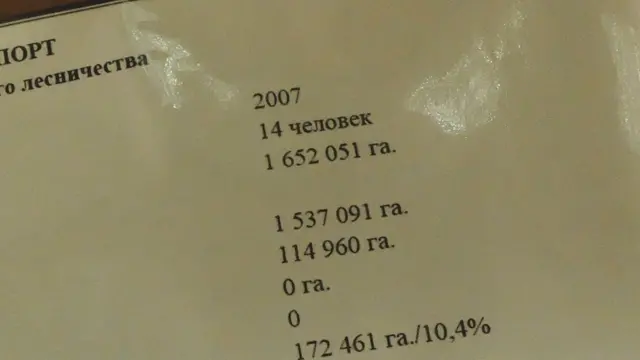 ПОРТ
го лесничества
2007
14 человек
1 652 051 га.
1 537 091 га.
114 960 га.
0 га.
0
172 461 га./10,4%